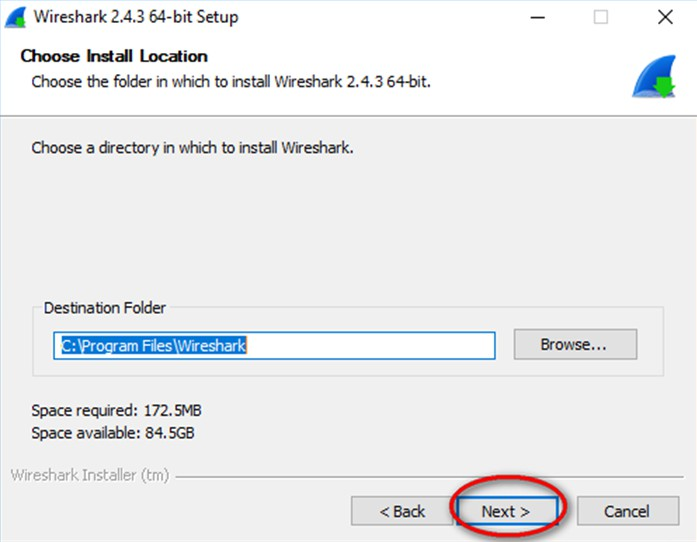 Wireshark 2.4.3 64-bit Setup
Choose Install Location
Choose the folder in which to install Wireshark 2.4.3 64-bit.
Choose a directory in which to install Wireshark.
Destination Folder
C:\Program Files\Wireshark
Browse...
Space required: 172.5MB
Space available: 84.5GB
Wireshark Installer (tm)
< Back
Next >
Cancel